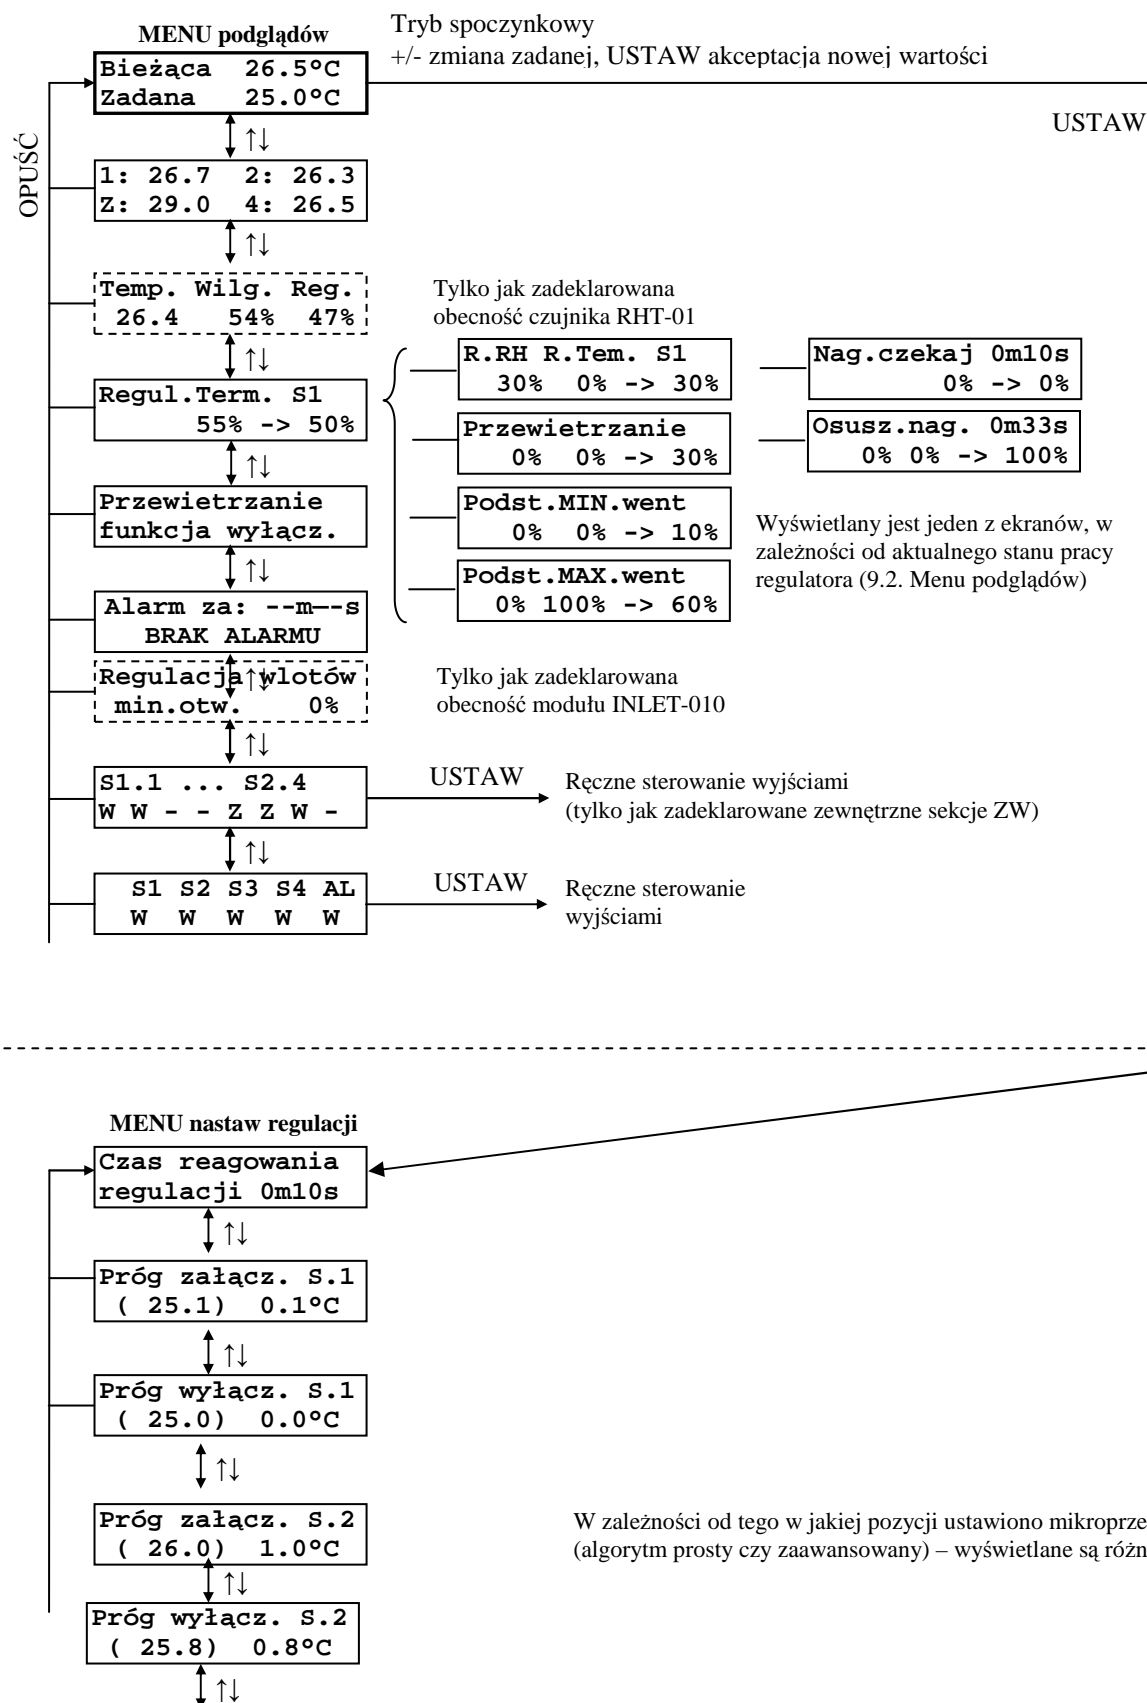 MENU podglądów
Tryb spoczynkowy
+/- zmiana zadanej, USTAW akceptacja nowej wartości
Bieżąca 26.5°C
Zadana 25.0°C
USTAW
OPUŚĆ
↑↓
1: 26.7 2: 26.3
Z: 29.0 4: 26.5
↑↓
Temp. Wilg. Reg.
26.4 54% 47%
Tylko jak zadeklarowana
obecność czujnika RHT-01
↑↓
Regul.Term. S1
55% -> 50%
R.RH R.Tem. S1
30% 0% -> 30%
Nag.czekaj 0m10s
0% -> 0%
Przewietrzanie
0% 0% -> 30%
Osusz.nag. 0m33s
0% 0% -> 100%
↑↓
Przewietrzanie
funkcja wyłącz.
Podst.MIN.went
0% 0% -> 10%
Podst.MAX.went
0% 100% -> 60%
Wyświetlany jest jeden z ekranów, w
zależności od aktualnego stanu pracy
regulatora (9.2. Menu podglądów)
↑↓
Alarm za: --m--s
BRAK ALARMU
↑↓
Regulacja wlotów
min.otw. 0%
Tylko jak zadeklarowana
obecność modułu INLET-010
↑↓
S1.1 ... S2.4
W W - - Z Z W -
USTAW
Ręczne sterowanie wyjściami
(tylko jak zadeklarowane zewnętrzne sekcje ZW)
↑↓
S1 S2 S3 S4 AL
W W W W W
USTAW
Ręczne sterowanie
wyjściami
MENU nastaw regulacji
Czas reagowania
regulacji 0m10s
↑↓
Próg załącz. S.1
( 25.1) 0.1°C
↑↓
Próg wyłącz. S.1
( 25.0) 0.0°C
↑↓
Próg załącz. S.2
( 26.0) 1.0°C
W zależności od tego w jakiej pozycji ustawiono mikroprze
(algorytm prosty czy zaawansowany) – wyświetlane są różn
↑↓
Próg wyłącz. S.2
( 25.8) 0.8°C
↑↓